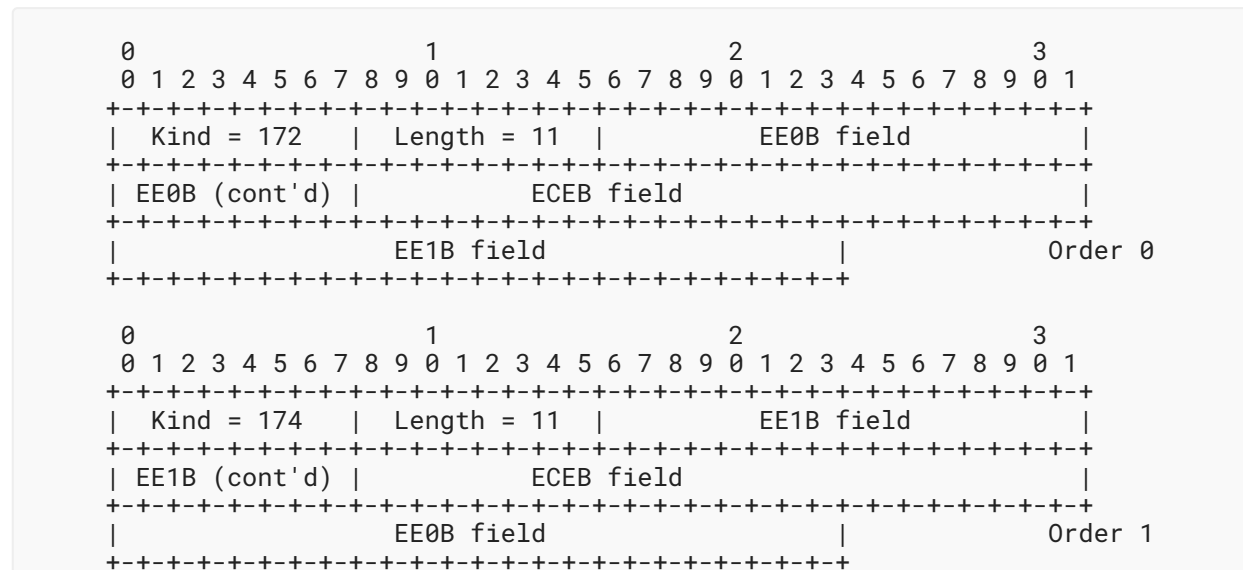 0                   1                   2                   3
 0 1 2 3 4 5 6 7 8 9 0 1 2 3 4 5 6 7 8 9 0 1 2 3 4 5 6 7 8 9 0 1
+-+-+-+-+-+-+-+-+-+-+-+-+-+-+-+-+-+-+-+-+-+-+-+-+-+-+-+-+-+-+-+-+
|  Kind = 172   |  Length = 11  |          EE0B field           |
+-+-+-+-+-+-+-+-+-+-+-+-+-+-+-+-+-+-+-+-+-+-+-+-+-+-+-+-+-+-+-+-+
| EE0B (cont'd) |           ECEB field                          |
+-+-+-+-+-+-+-+-+-+-+-+-+-+-+-+-+-+-+-+-+-+-+-+-+-+-+-+-+-+-+-+-+
|                  EE1B field                   |             Order 0
+-+-+-+-+-+-+-+-+-+-+-+-+-+-+-+-+-+-+-+-+-+-+-+-+

 0                   1                   2                   3
 0 1 2 3 4 5 6 7 8 9 0 1 2 3 4 5 6 7 8 9 0 1 2 3 4 5 6 7 8 9 0 1
+-+-+-+-+-+-+-+-+-+-+-+-+-+-+-+-+-+-+-+-+-+-+-+-+-+-+-+-+-+-+-+-+
|  Kind = 174   |  Length = 11  |          EE1B field           |
+-+-+-+-+-+-+-+-+-+-+-+-+-+-+-+-+-+-+-+-+-+-+-+-+-+-+-+-+-+-+-+-+
| EE1B (cont'd) |           ECEB field                          |
+-+-+-+-+-+-+-+-+-+-+-+-+-+-+-+-+-+-+-+-+-+-+-+-+-+-+-+-+-+-+-+-+
|                  EE0B field                   |             Order 1
+-+-+-+-+-+-+-+-+-+-+-+-+-+-+-+-+-+-+-+-+-+-+-+-+